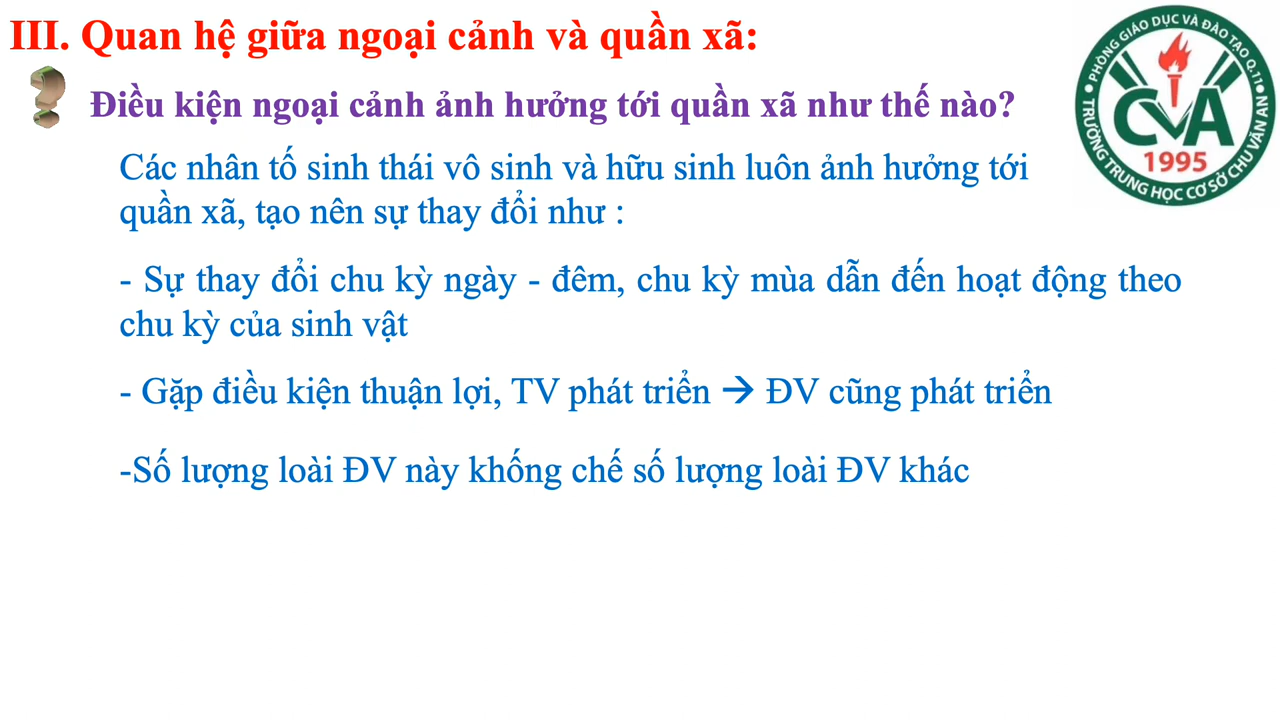 III. Quan hệ giữa ngoại cảnh và quần xã:
Điều kiện ngoại cảnh ảnh hưởng tới quần xã như thế nào?
Các nhân tố sinh thái vô sinh và hữu sinh luôn ảnh hưởng tới
quần xã, tạo nên sự thay đổi như :
- Sự thay đổi chu kỳ ngày - đêm, chu kỳ mùa dẫn đến hoạt động theo
chu kỳ của sinh vật
- Gặp điều kiện thuận lợi, TV phát triển → ĐV cũng phát triển
-Số lượng loài ĐV này khống chế số lượng loài ĐV khác
PHÒNG GIÁO DỤC VÀ ĐÀO TẠO Q.11
CVA
1995
TRƯỜNG TRUNG HỌC CƠ SỞ CHU VĂN AN